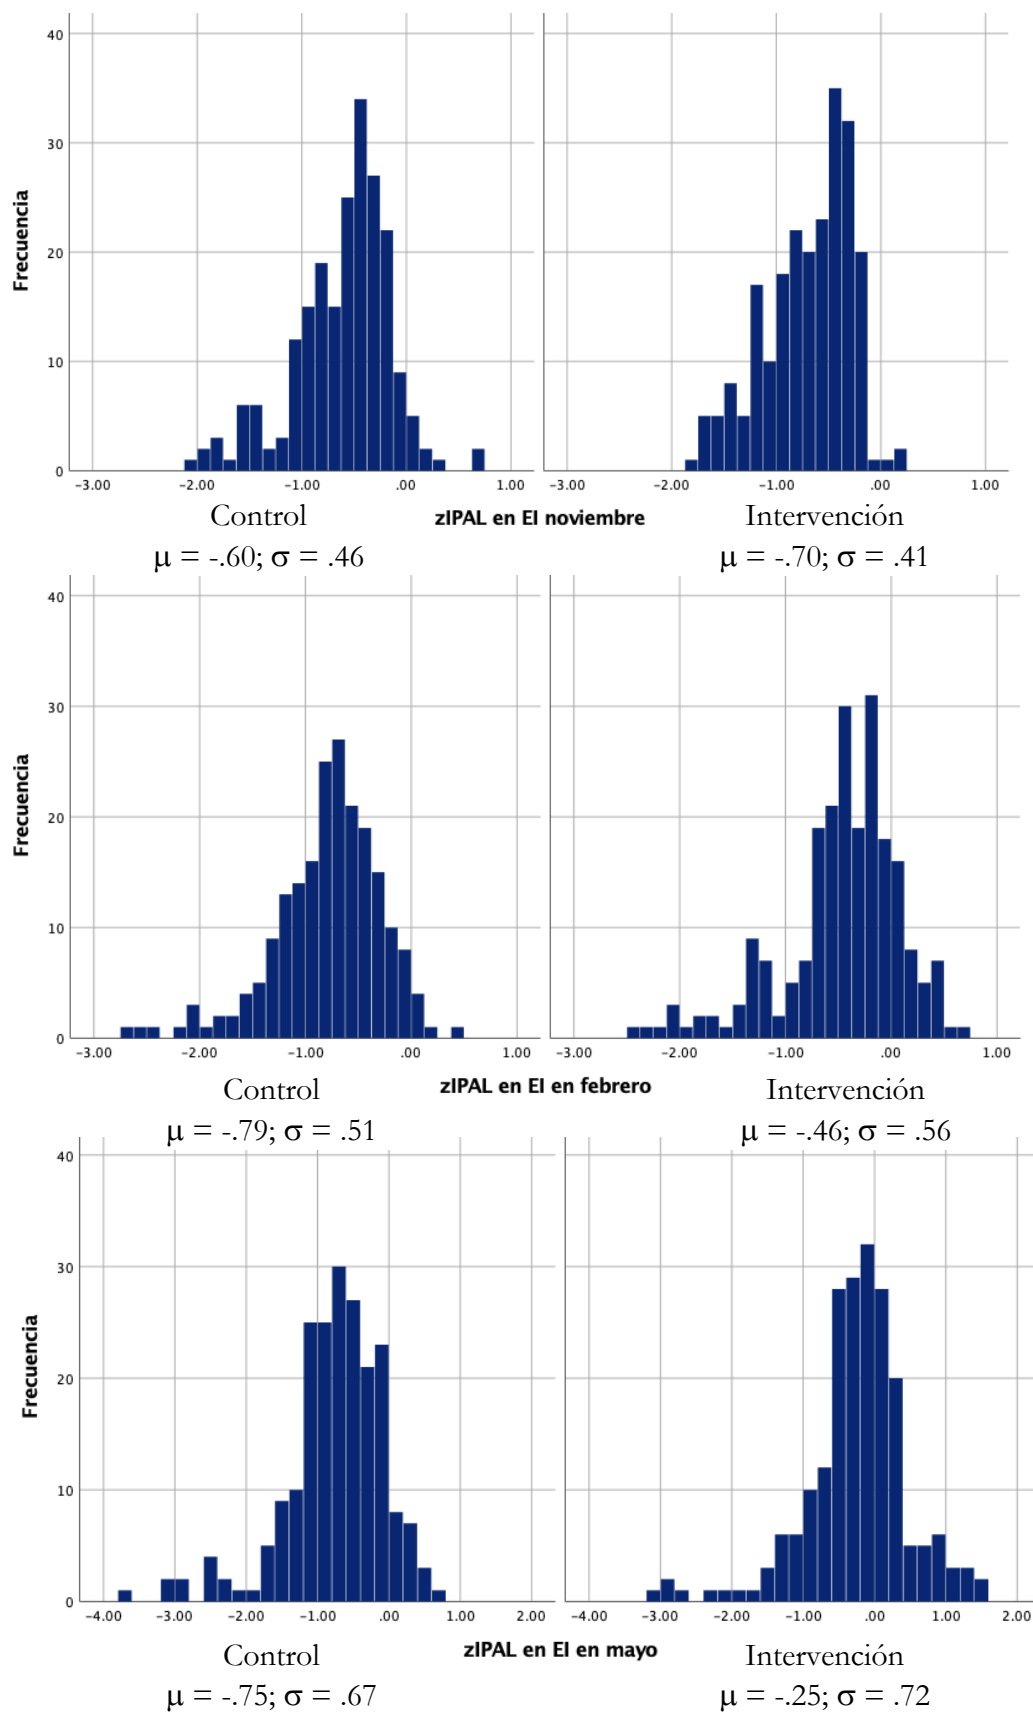 40
30
20
10
0
Frecuencia
-3.00 -2.00 -1.00 .00 1.00 -3.00 -2.00 -1.00 .00 1.00
Control zIPAL en EI noviembre Intervención
μ = -.60; σ = .46 μ = -.70; σ = .41
40
30
20
10
0
Frecuencia
-3.00 -2.00 -1.00 .00 1.00 -3.00 -2.00 -1.00 .00 1.00
Control zIPAL en EI en febrero Intervención
μ = -.79; σ = .51 μ = -.46; σ = .56
40
30
20
10
0
Frecuencia
-4.00 -3.00 -2.00 -1.00 .00 1.00 2.00 -4.00 -3.00 -2.00 -1.00 .00 1.00 2.00
Control zIPAL en EI en mayo Intervención
μ = -.75; σ = .67 μ = -.25; σ = .72